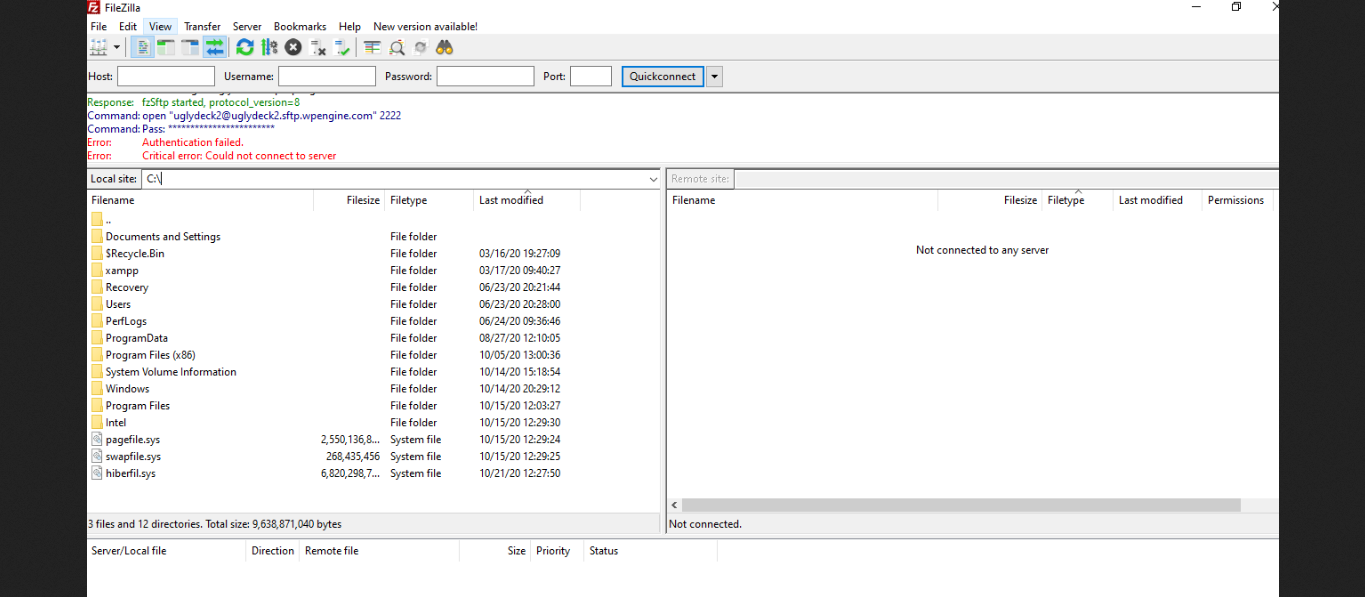 FileZilla
File Edit View Transfer Server Bookmarks Help New version available!
Host: Username: Password: Port: Quickconnect
Response: fzSftp started, protocol_version=8
Command: open "uglydeck2@uglydeck2.sftp.wpengine.com" 2222
Command: Pass: ************************
Error: Authentication failed.
Error: Critical error: Could not connect to server
Local site: C:\ Remote site:
Filename Filesize Filetype Last modified Filename Filesize Filetype Last modified Permissions
..
Documents and Settings File folder
Not connected to any server
$Recycle.Bin File folder 03/16/20 19:27:09
xampp File folder 03/17/20 09:40:27
Recovery File folder 06/23/20 20:21:44
Users File folder 06/23/20 20:28:00
PerfLogs File folder 06/24/20 09:36:46
ProgramData File folder 08/27/20 12:10:05
Program Files (x86) File folder 10/05/20 13:00:36
System Volume Information File folder 10/14/20 15:18:54
Windows File folder 10/14/20 20:29:12
Program Files File folder 10/15/20 12:03:27
Intel File folder 10/15/20 12:29:30
pagefile.sys 2,550,136,8... System file 10/15/20 12:29:24
swapfile.sys 268,435,456 System file 10/15/20 12:29:25
hiberfil.sys 6,820,298,7... System file 10/21/20 12:27:50
3 files and 12 directories. Total size: 9,638,871,040 bytes Not connected.
Server/Local file Direction Remote file Size Priority Status